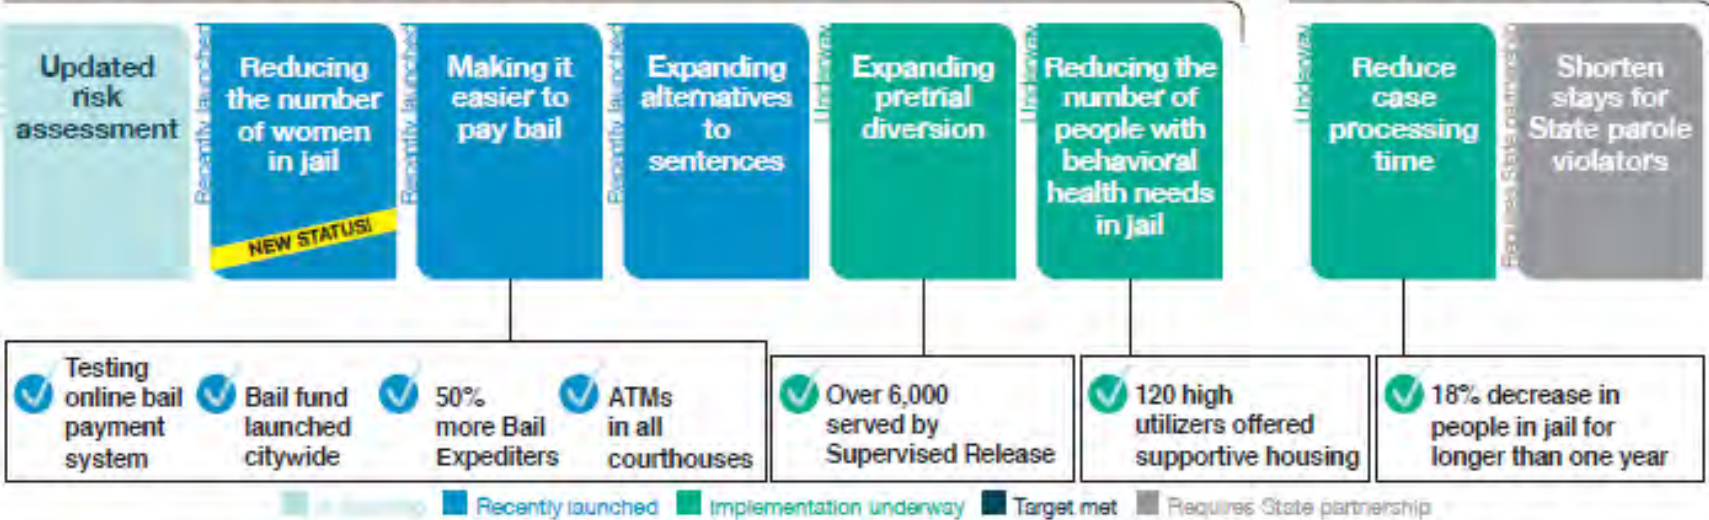 Updated
risk
assessment
Recently launched
Reducing
the number
of women
in jail
NEW STATUS!
Recently launched
Making it
easier to
pay bail
Recently launched
Expanding
alternatives
to
sentences
Underway
Expanding
pretrial
diversion
Underway
Reducing the
number of
people with
behavioral
health needs
in jail
Underway
Reduce
case
processing
time
Requires State partnership
Shorten
stays for
State parole
violators
Testing
online bail
payment
system
Bail fund
launched
citywide
50%
more Bail
Expediters
ATMs
in all
courthouses
Over 6,000
served by
Supervised Release
120 high
utilizers offered
supportive housing
18% decrease in
people in jail for
longer than one year
Recently launched
Implementation underway
Target met
Requires State partnership